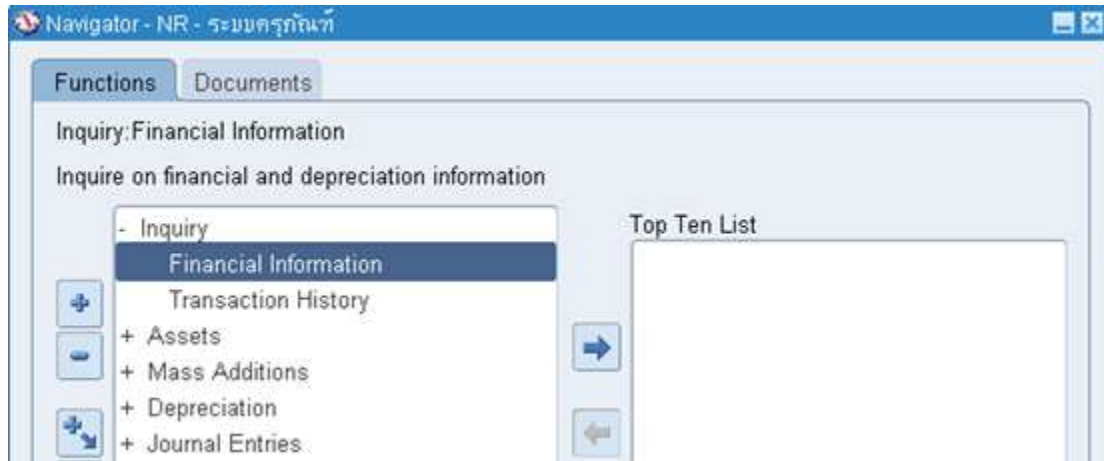 Navigator - NR - ระบบครุภัณฑ์
Functions Documents
Inquiry:Financial Information
Inquire on financial and depreciation information
- Inquiry
Financial Information
Transaction History
+ Assets
+ Mass Additions
+ Depreciation
+ Journal Entries
Top Ten List